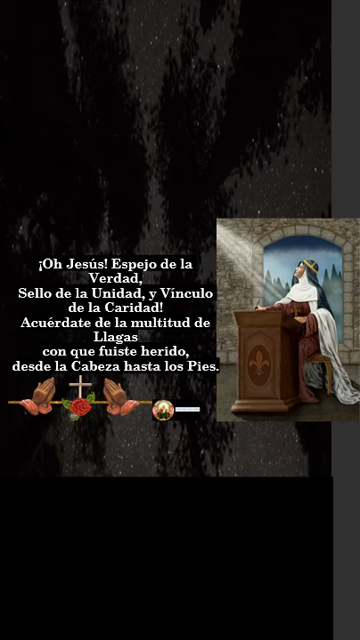 ¡Oh Jesús! Espejo de la
Verdad,
Sello de la Unidad, y Vínculo
de la Caridad!
Acuérdate de la multitud de
Llagas
con que fuiste herido,
desde la Cabeza hasta los Pies.